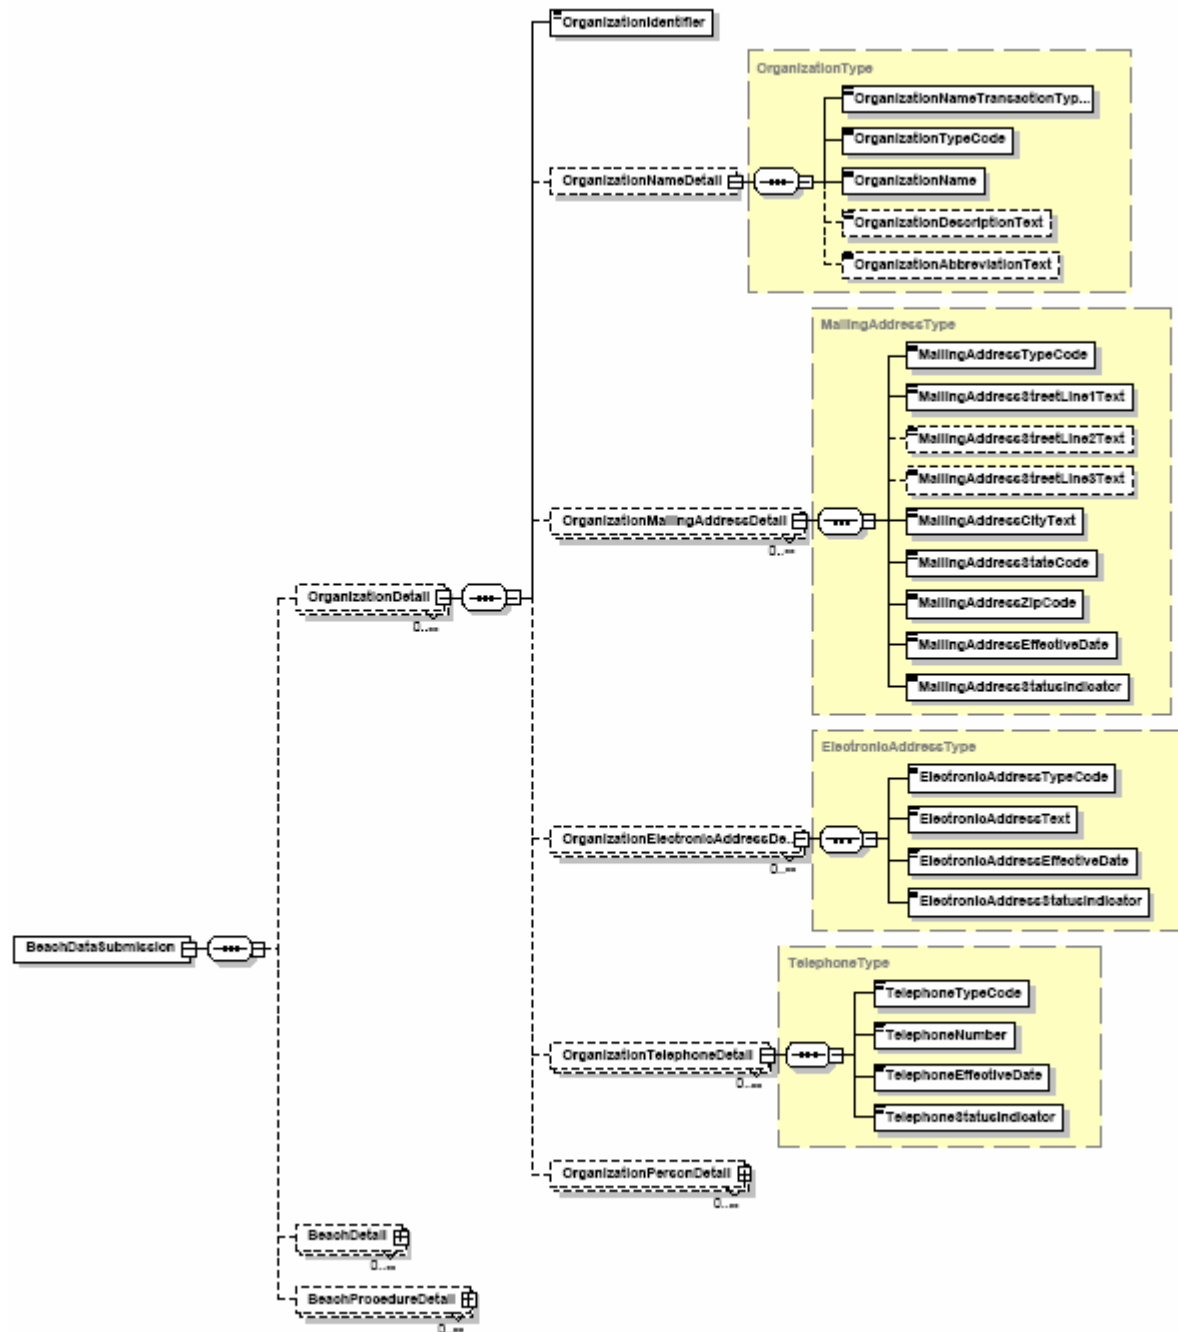 OrganizationIdentifier
OrganizationType
OrganizationNameTransactionTyp...
OrganizationTypeCode
OrganizationNameDetail
OrganizationName
OrganizationDescriptionText
OrganizationAbbreviationText
MailingAddressType
MailingAddressTypeCode
MailingAddressStreetLine1Text
MailingAddressStreetLine2Text
MailingAddressStreetLine3Text
OrganizationMailingAddressDetail
0..∞
MailingAddressCityText
MailingAddressStateCode
MailingAddressZipCode
MailingAddressEffectiveDate
MailingAddressStatusIndicator
OrganizationDetail
0..∞
ElectronicAddressType
ElectronicAddressTypeCode
ElectronicAddressText
OrganizationElectronicAddressDe...
0..∞
ElectronicAddressEffectiveDate
ElectronicAddressStatusIndicator
BeachDataSubmission
TelephoneType
TelephoneTypeCode
TelephoneNumber
OrganizationTelephoneDetail
0..∞
TelephoneEffectiveDate
TelephoneStatusIndicator
OrganizationPersonDetail
0..∞
BeachDetail
0..∞
BeachProcedureDetail
0..∞